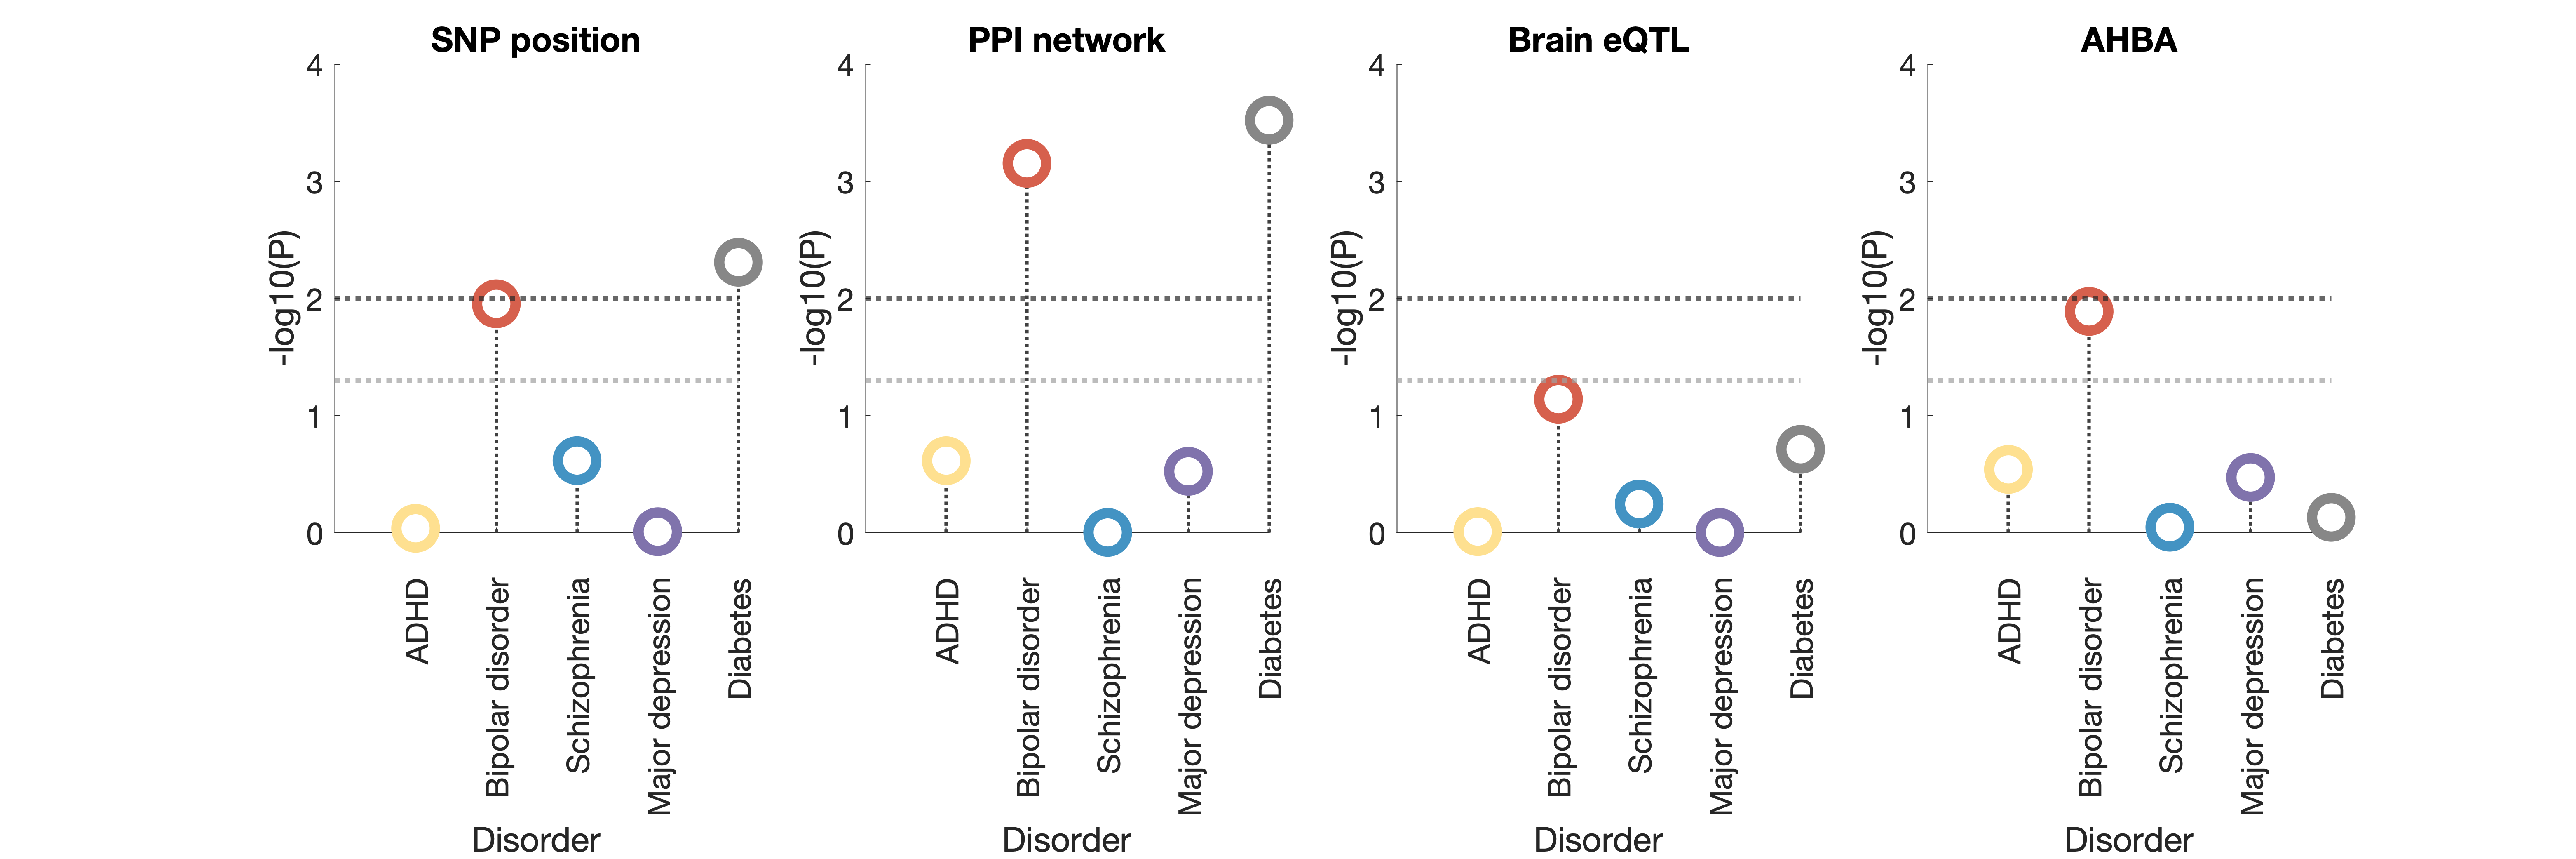 SNP position
4
3
2
1
0
-log10(P)
ADHD
Bipolar disorder
Schizophrenia
Major depression
Diabetes
Disorder
PPI network
4
3
2
1
0
-log10(P)
ADHD
Bipolar disorder
Schizophrenia
Major depression
Diabetes
Disorder
Brain eQTL
4
3
2
1
0
-log10(P)
ADHD
Bipolar disorder
Schizophrenia
Major depression
Diabetes
Disorder
AHBA
4
3
2
1
0
-log10(P)
ADHD
Bipolar disorder
Schizophrenia
Major depression
Diabetes
Disorder